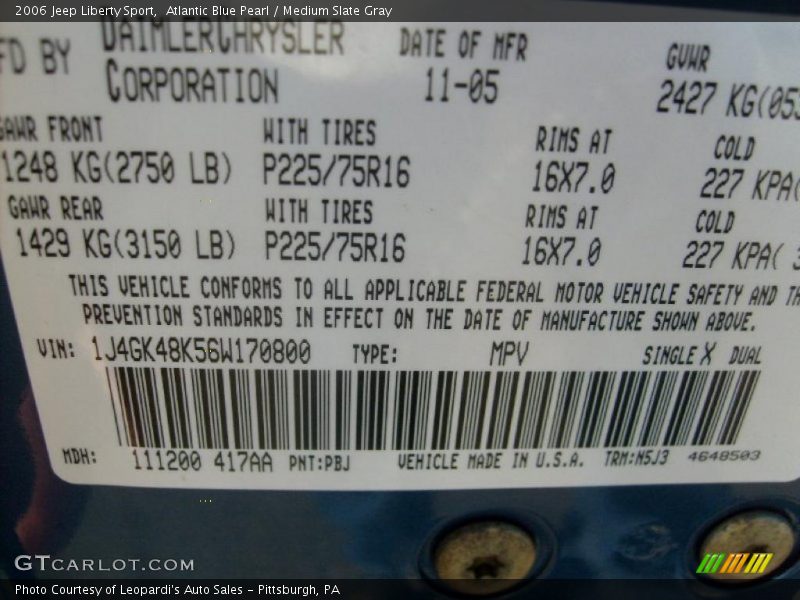 2006 Jeep Liberty Sport,  Atlantic Blue Pearl / Medium Slate Gray
FD BY DAIMLERCHRYSLER CORPORATION DATE OF MFR 11-05 GVWR 2427 KG(05
GAWR FRONT WITH TIRES RIMS AT COLD
1248 KG(2750 LB) P225/75R16 16X7.0 227 KPA(
GAWR REAR WITH TIRES RIMS AT COLD
1429 KG(3150 LB) P225/75R16 16X7.0 227 KPA( 3
THIS VEHICLE CONFORMS TO ALL APPLICABLE FEDERAL MOTOR VEHICLE SAFETY AND TH
PREVENTION STANDARDS IN EFFECT ON THE DATE OF MANUFACTURE SHOWN ABOVE.
VIN: 1J4GK48K56W170800 TYPE: MPV SINGLE X DUAL
MDH: 111200 417AA PNT:PBJ VEHICLE MADE IN U.S.A. TRM:N5J3 4648503
GTCARLOT.COM
Photo Courtesy of Leopardi's Auto Sales - Pittsburgh, PA